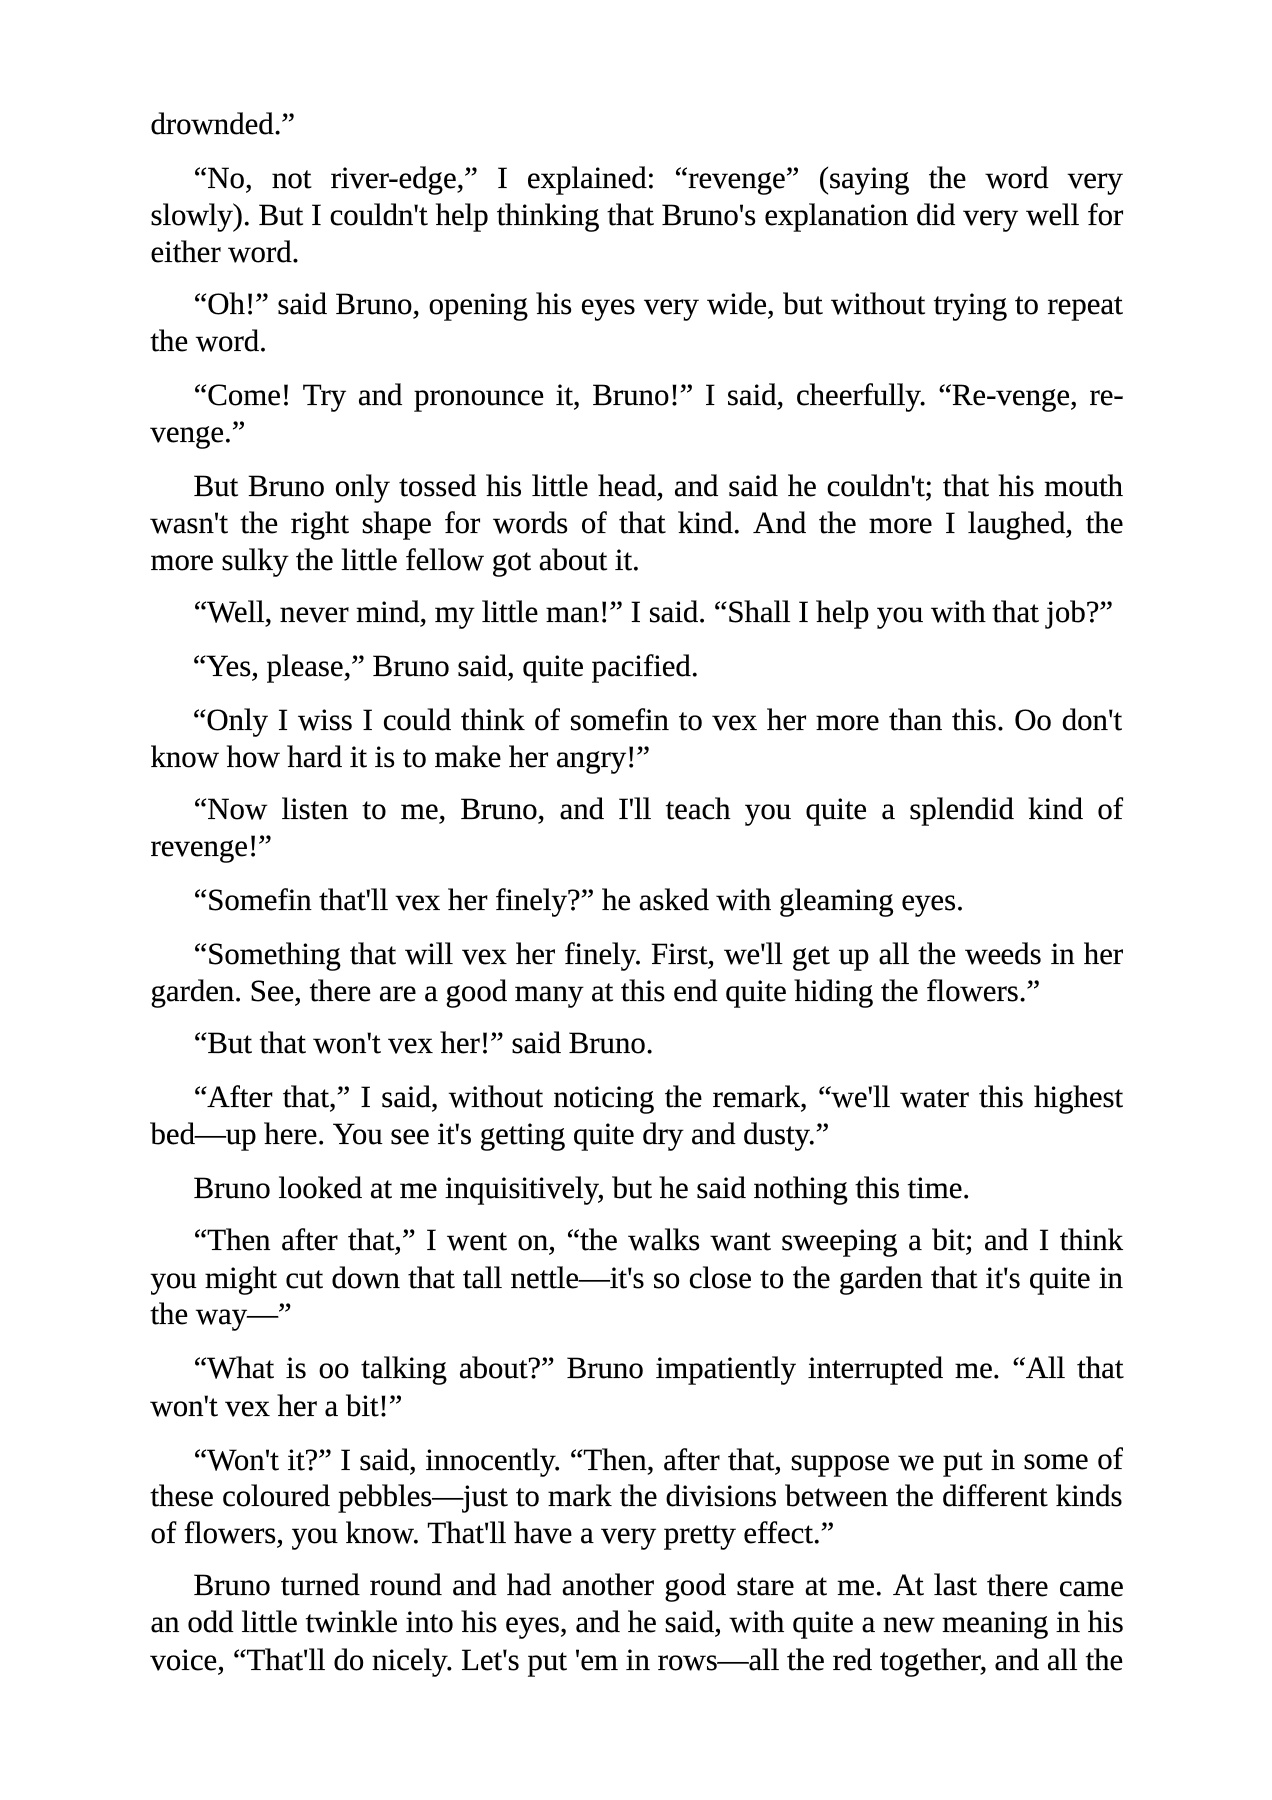 drownded.”
“No, not river-edge,” I explained: “revenge” (saying the word very
slowly). But I couldn't help thinking that Bruno's explanation did very well for
either word.
“Oh!” said Bruno, opening his eyes very wide, but without trying to repeat
the word.
“Come! Try and pronounce it, Bruno!” I said, cheerfully. “Re-venge, re-
venge.”
But Bruno only tossed his little head, and said he couldn't; that his mouth
wasn't the right shape for words of that kind. And the more I laughed, the
more sulky the little fellow got about it.
“Well, never mind, my little man!” I said. “Shall I help you with that job?”
“Yes, please,” Bruno said, quite pacified.
“Only I wiss I could think of somefin to vex her more than this. Oo don't
know how hard it is to make her angry!”
“Now listen to me, Bruno, and I'll teach you quite a splendid kind of
revenge!”
“Somefin that'll vex her finely?” he asked with gleaming eyes.
“Something that will vex her finely. First, we'll get up all the weeds in her
garden. See, there are a good many at this end quite hiding the flowers.”
“But that won't vex her!” said Bruno.
“After that,” I said, without noticing the remark, “we'll water this highest
bed—up here. You see it's getting quite dry and dusty.”
Bruno looked at me inquisitively, but he said nothing this time.
“Then after that,” I went on, “the walks want sweeping a bit; and I think
you might cut down that tall nettle—it's so close to the garden that it's quite in
the way—”
“What is oo talking about?” Bruno impatiently interrupted me. “All that
won't vex her a bit!”
“Won't it?” I said, innocently. “Then, after that, suppose we put in some of
these coloured pebbles—just to mark the divisions between the different kinds
of flowers, you know. That'll have a very pretty effect.”
Bruno turned round and had another good stare at me. At last there came
an odd little twinkle into his eyes, and he said, with quite a new meaning in his
voice, “That'll do nicely. Let's put 'em in rows—all the red together, and all the